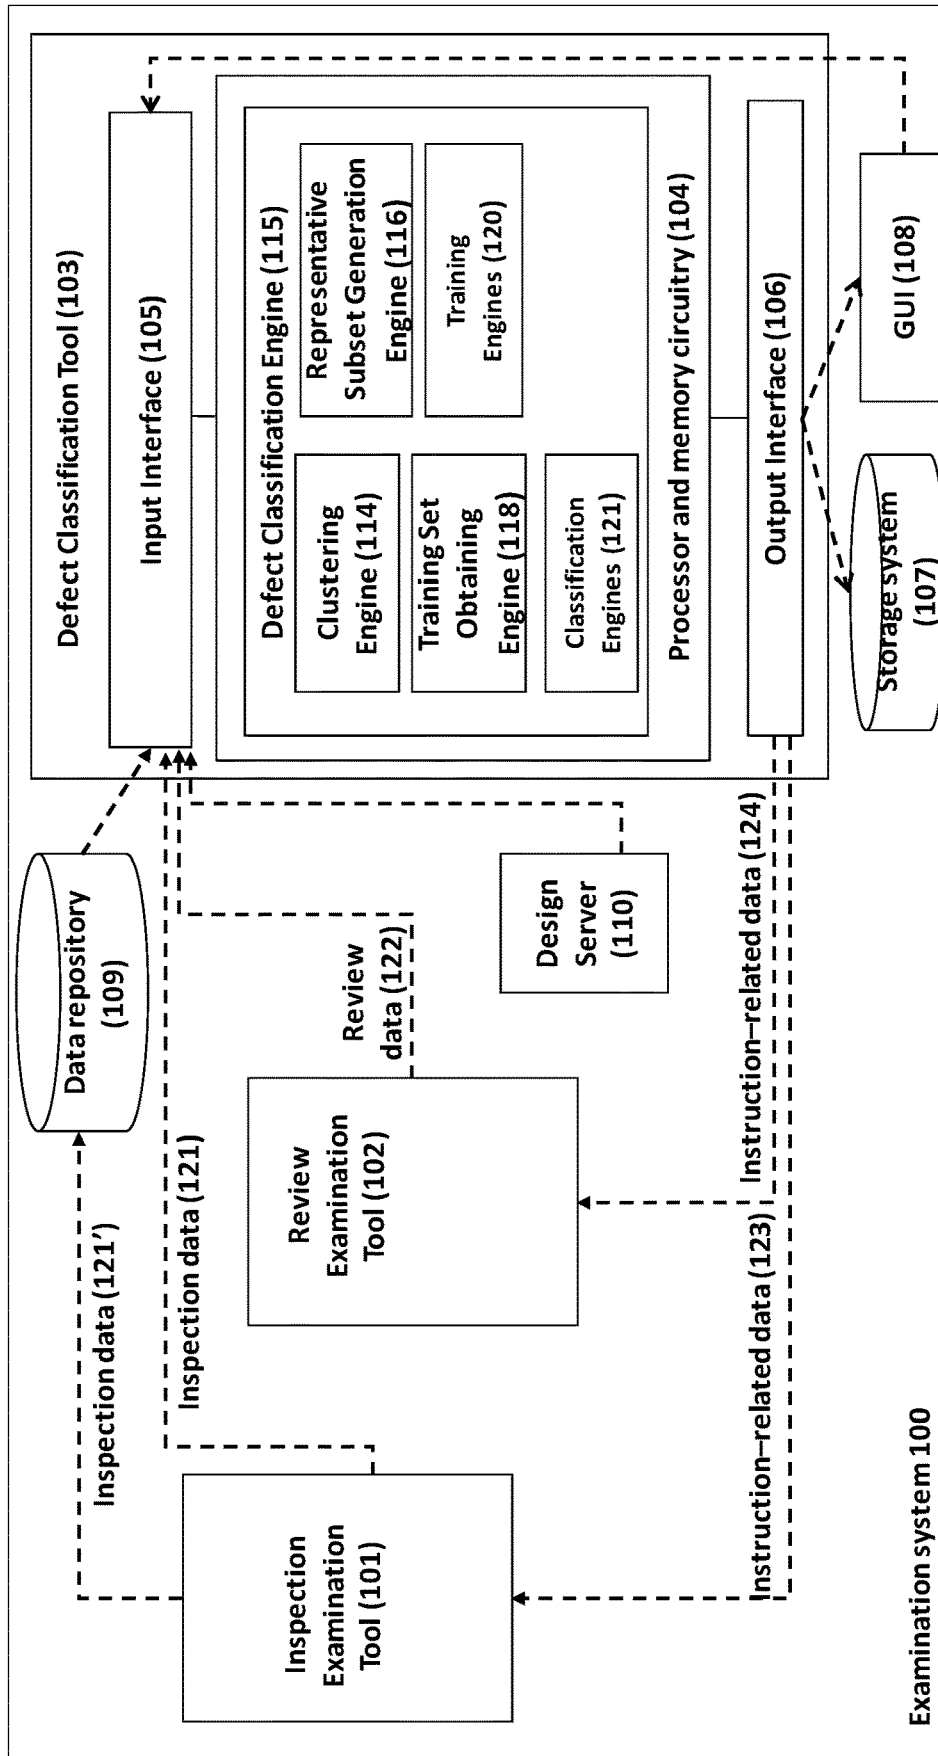 Defect Classification Tool (103)
Input Interface (105)
Defect Classification Engine (115)
Clustering
Engine (114)
Representative
Subset Generation
Engine (116)
Training Set
Obtaining
Engine (118)
Training
Engines (120)
Classification
Engines (121)
Processor and memory circuitry (104)
Output Interface (106)
Storage system
(107)
GUI (108)
Data repository
(109)
Inspection data (121')
Inspection data (121)
Review
data (122)
Design
Server
(110)
Review
Examination
Tool (102)
Inspection
Examination
Tool (101)
Instruction–related data (124)
Instruction–related data (123)
Examination system 100